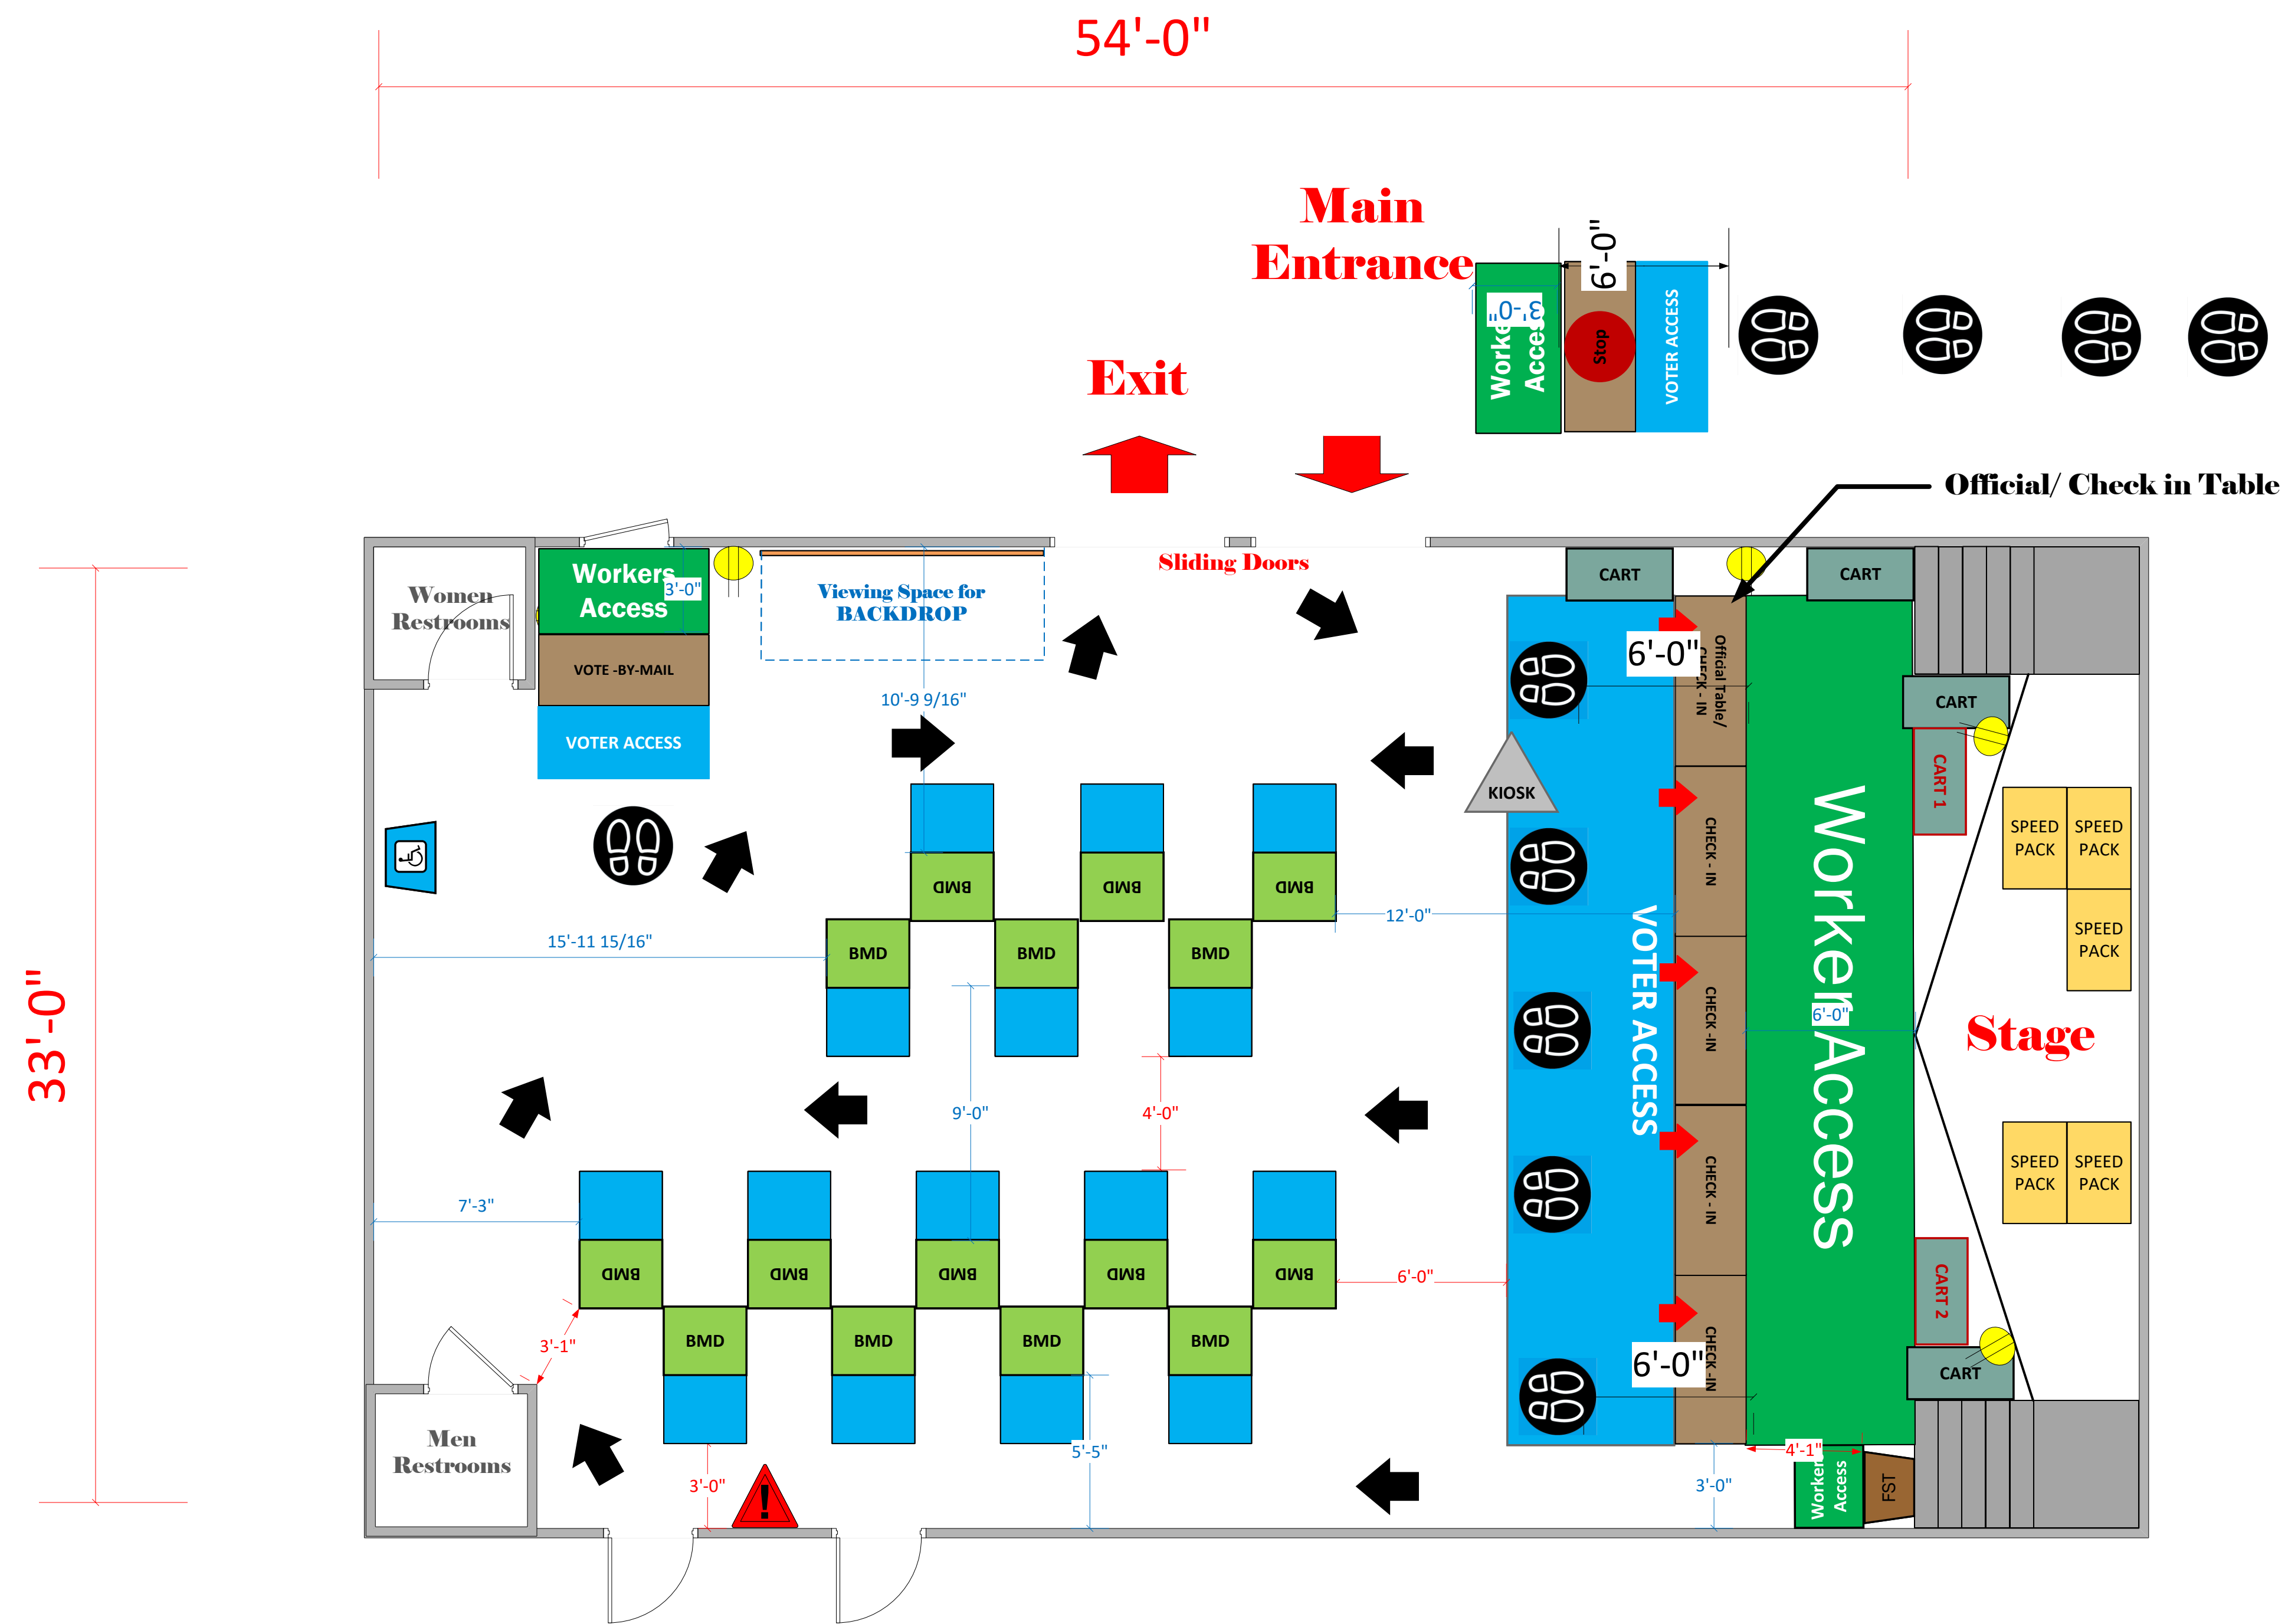 54'-0"
Main
Entrance
6'-0"
3'-0"
Stop
VOTER ACCESS
Exit
Official/ Check in Table
Sliding Doors
Women
Restrooms
Workers
Access
3'-0"
VOTE -BY-MAIL
VOTER ACCESS
Viewing Space for
BACKDROP
10'-9 9/16"
CART
CART
6'-0"
Official Table/
CHECK - IN
CART
CART 1
KIOSK
CHECK - IN
SPEED
PACK
SPEED
PACK
SPEED
PACK
BMD
BMD
BMD
12'-0"
15'-11 15/16"
BMD
BMD
BMD
VOTER ACCESS
CHECK -IN
Worker Access
6'-0"
Stage
33'-0"
9'-0"
4'-0"
CHECK - IN
SPEED
PACK
SPEED
PACK
7'-3"
BMD
BMD
BMD
BMD
BMD
6'-0"
CART 2
3'-1"
BMD
BMD
BMD
BMD
6'-0"
CHECK -IN
CART
Men
Restrooms
5'-5"
3'-0"
3'-0"
4'-1"
Workers
Access
FST